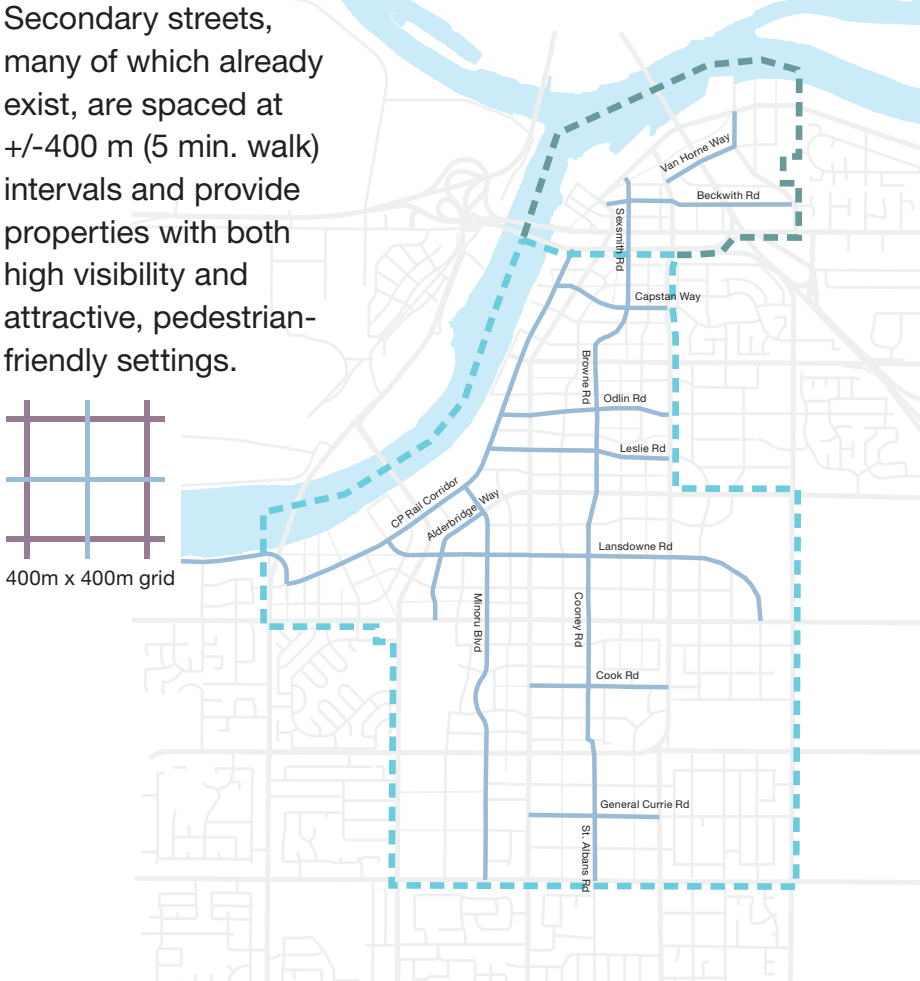 Secondary streets,
many of which already
exist, are spaced at
+/-400 m (5 min. walk)
intervals and provide
properties with both
high visibility and
attractive, pedestrian-
friendly settings.
400m x 400m grid
Van Horne Way
Beckwith Rd
Sexsmith Rd
Capstan Way
Browne Rd
Odlin Rd
Leslie Rd
CP Rail Corridor
Alderbridge Way
Lansdowne Rd
Minoru Blvd
Cooney Rd
Cook Rd
General Currie Rd
St. Albans Rd